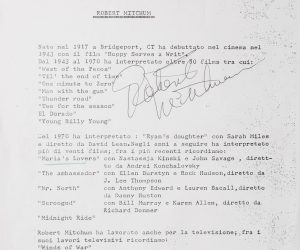 ROBERT MITCHUM
Nato nel 1917 a Bridgeport, CT ha debuttato nel cinema nel
1943 con il film "Hoppy Serves a Writ".
Dal 1943 al 1970 ha interpretato oltre 80 films tra cui:
"West of the Pecos"
"Til' the end of time"
"One minute to Zero"
"Man with the gun"
"Thunder road"
"Tea for the season"
El Dorado"
"Young Billy Young"
Robert Mitchum
Nel 1970 ha interpretato : "Ryan's daughter" con Sarah Miles
e diretto da David Lean.Negli anni a seguire ha interpretato
più di venti films, fra i più recenti ricordiamo:
"Maria's Lovers" con Nastassja Kinski e John Savage , diretto
da Andrei Konchalovsky
"The ambassador" con Ellen Burstyn e Rock Hudson, diretto da
J. Lee Thompson
"Mr. North" con Anthony Edward e Lauren Bacall, diretto da
Danny Huston
"Scrooged" con Bill Murray e Karen Allen, diretto da
Richard Donner
"Midnight Ride"
Robert Mitchum ha lavorato anche per la televisione, fra i
suoi lavori televisivi ricordiamo:
"Winds of War"